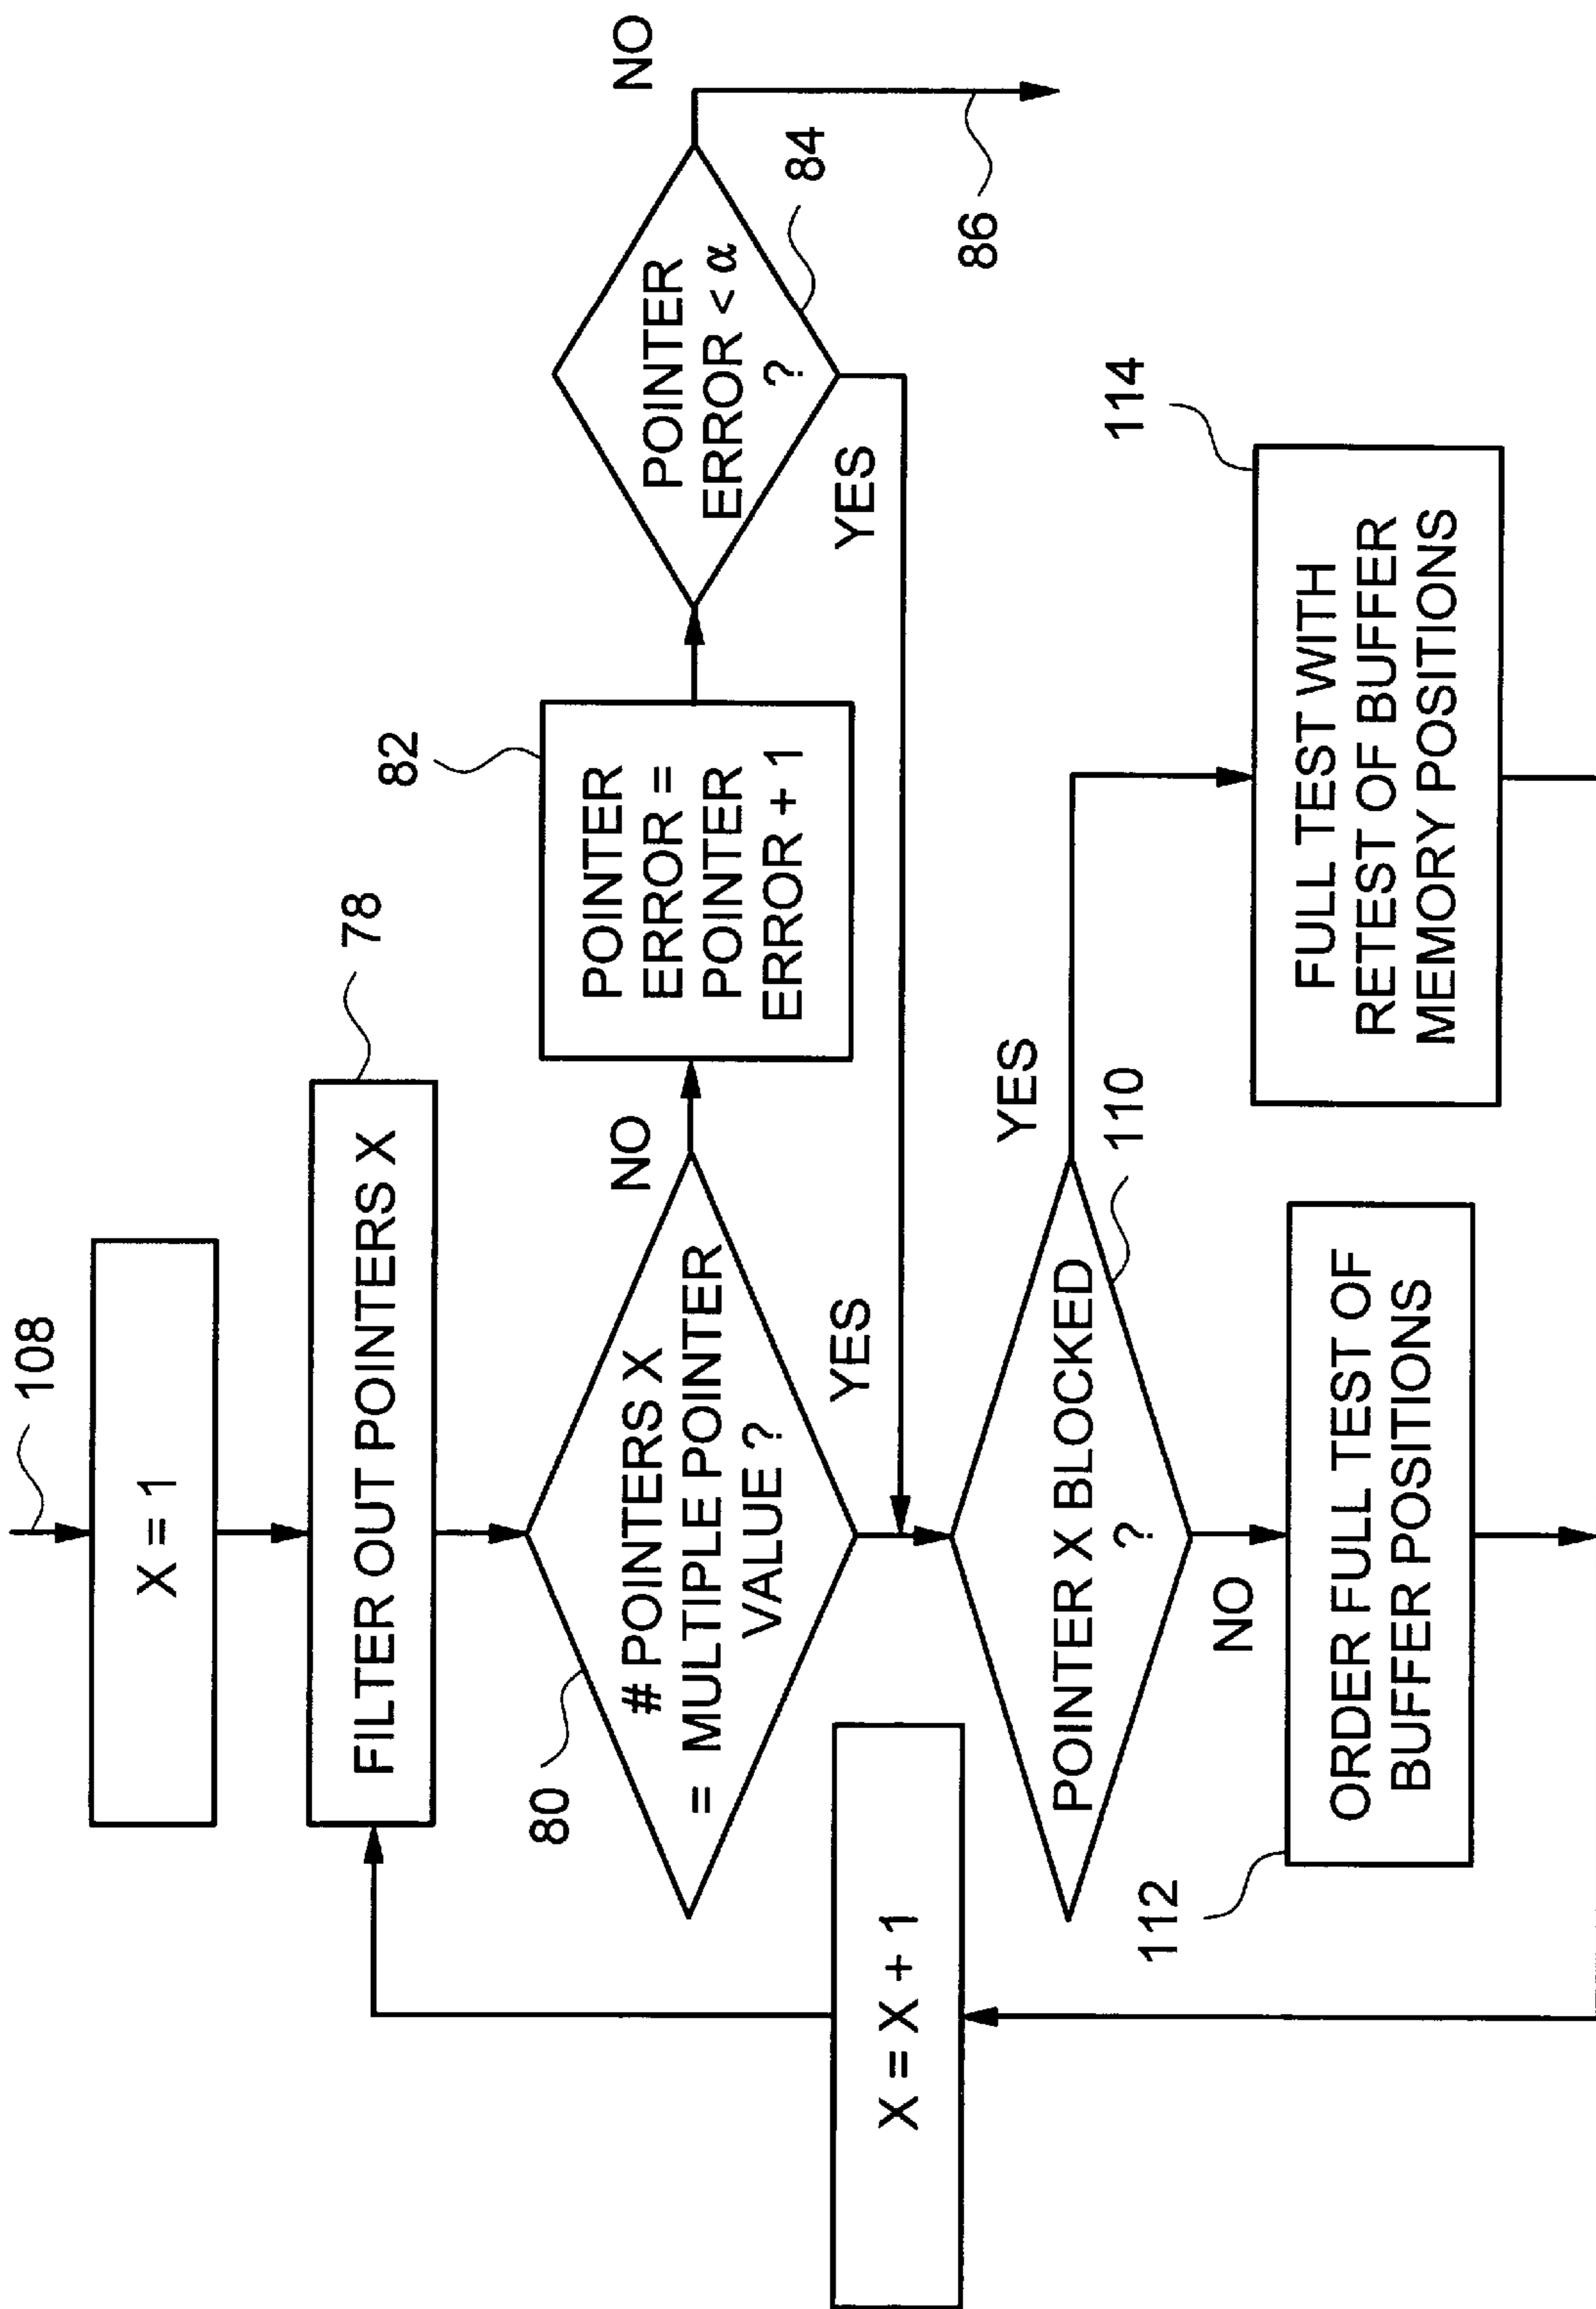 108
X = 1
FILTER OUT POINTERS X
78
80
# POINTERS X
= MULTIPLE POINTER
VALUE ?
NO
YES
82
POINTER
ERROR =
POINTER
ERROR + 1
POINTER
ERROR < α
?
84
NO
YES
86
X = X + 1
POINTER X BLOCKED
?
110
YES
NO
112
ORDER FULL TEST OF
BUFFER POSITIONS
114
FULL TEST WITH
RETEST OF BUFFER
MEMORY POSITIONS